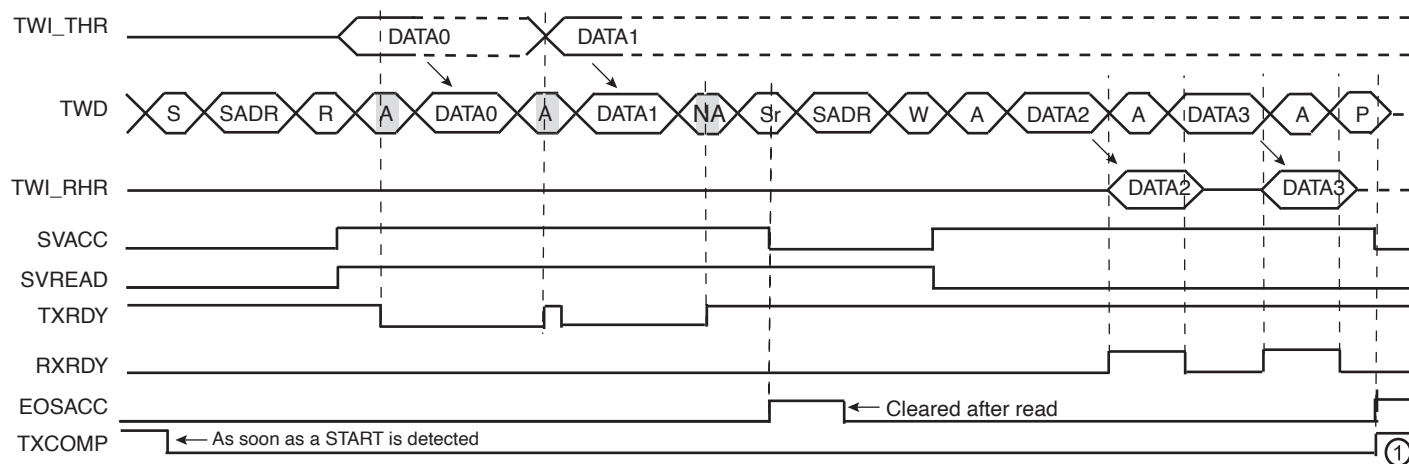 TWI_THR DATA0 DATA1
TWD S SADR R A DATA0 A DATA1 NA Sr SADR W A DATA2 A DATA3 A P
TWI_RHR DATA2 DATA3
SVACC
SVREAD
TXRDY
RXRDY
EOSACC Cleared after read
TXCOMP As soon as a START is detected 1